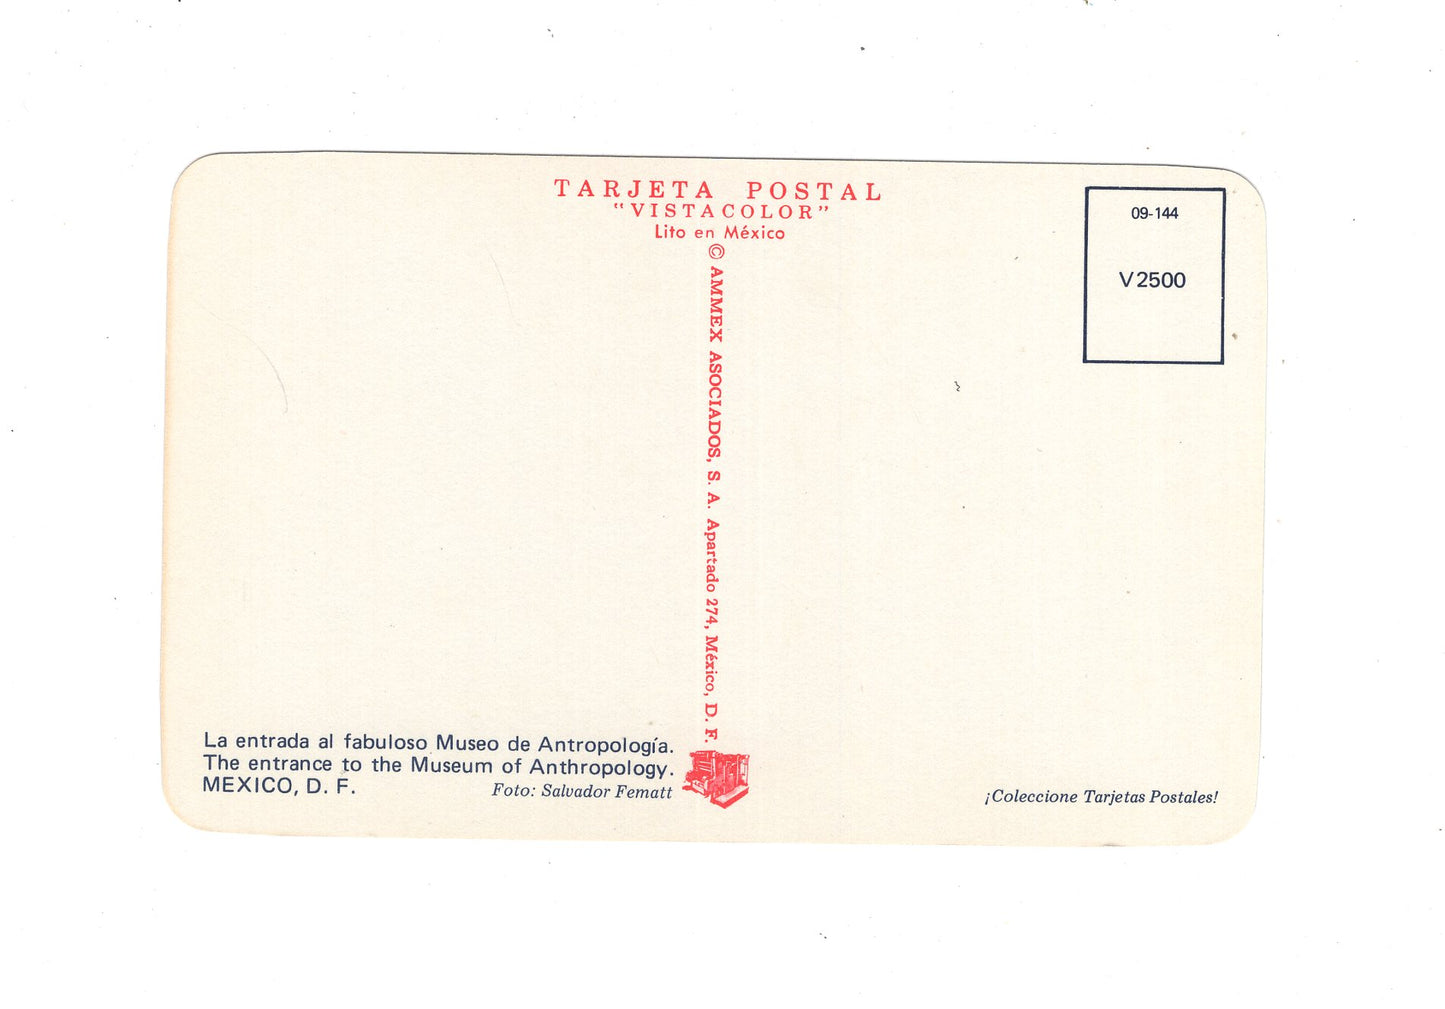 TARJETA POSTAL
"VISTACOLOR"
Lito en México
© AMMEX ASOCIADOS, S. A. Apartado 274, México, D. F.
09-144
V2500
La entrada al fabuloso Museo de Antropología.
The entrance to the Museum of Anthropology.
MEXICO, D. F.
Foto: Salvador Fematt
¡Coleccione Tarjetas Postales!